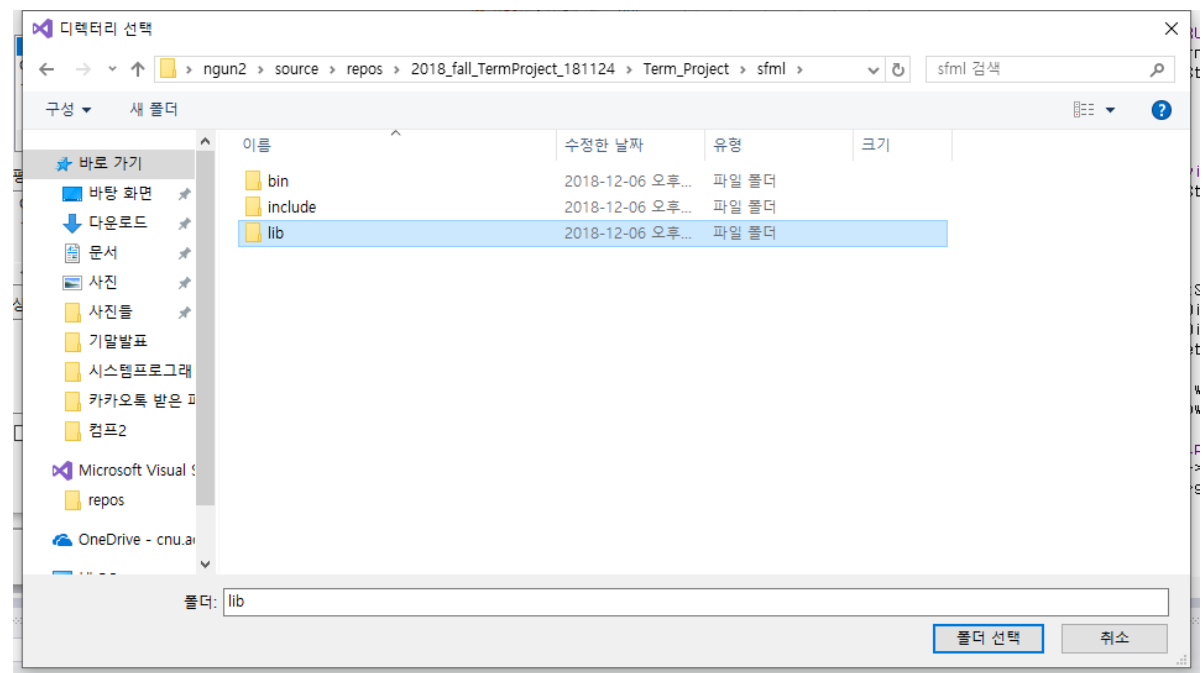 디렉터리 선택
ngun2 › source › repos › 2018_fall_TermProject_181124 › Term_Project › sfml ›
sfml 검색
구성
새 폴더
이름 수정한 날짜 유형 크기
bin 2018-12-06 오후... 파일 폴더
include 2018-12-06 오후... 파일 폴더
lib 2018-12-06 오후... 파일 폴더
바로 가기
바탕 화면
다운로드
문서
사진
사진들
기말발표
시스템프로그래
카카오톡 받은
컴프2
Microsoft Visual
repos
OneDrive - cnu.a
폴더: lib
폴더 선택
취소